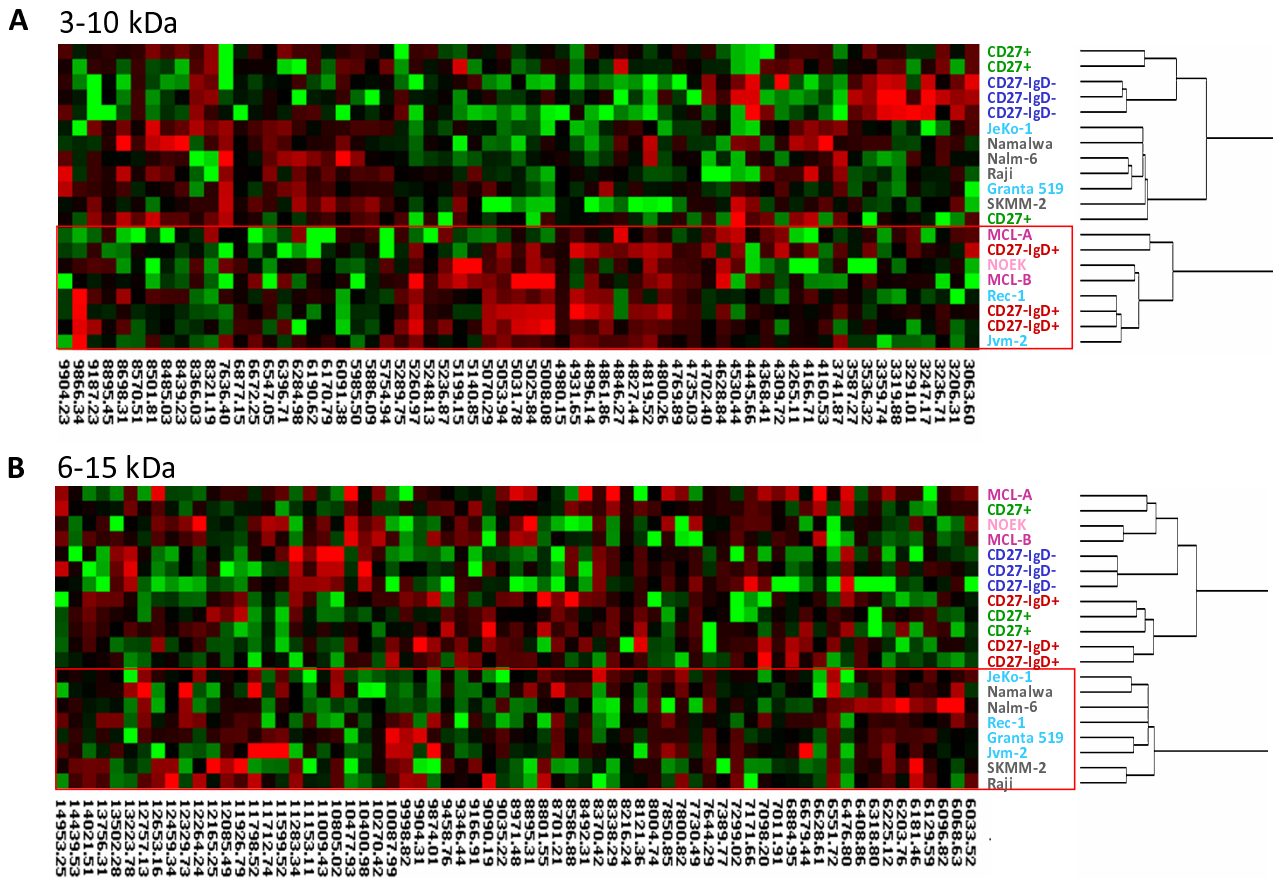 A
3-10 kDa
CD27+
CD27+
CD27-IgD-
CD27-IgD-
CD27-IgD-
JeKo-1
Namalwa
Nalm-6
Raji
Granta 519
SKMM-2
CD27+
MCL-A
CD27-IgD+
NOEK
MCL-B
Rec-1
CD27-IgD+
CD27-IgD+
Jvm-2
9904.23
9866.34
9187.23
8895.45
8698.31
8570.51
8501.81
8485.03
8439.23
8366.03
8321.19
7636.40
6877.15
6672.25
6547.05
6396.71
6284.98
6190.62
6170.79
6091.38
5985.50
5886.09
5754.94
5289.75
5260.97
5248.13
5236.87
5199.15
5140.85
5070.29
5053.94
5031.78
5025.84
5008.08
4980.15
4931.65
4896.14
4861.86
4846.27
4827.44
4819.52
4800.26
4769.89
4735.03
4702.40
4628.84
4530.44
4445.66
4368.41
4309.72
4265.11
4166.71
4160.53
3741.87
3587.27
3536.32
3359.74
3319.88
3291.01
3247.17
3236.71
3206.31
3063.60
B
6-15 kDa
MCL-A
CD27+
NOEK
MCL-B
CD27-IgD-
CD27-IgD-
CD27-IgD-
CD27-IgD+
CD27+
CD27+
CD27-IgD+
CD27-IgD+
JeKo-1
Namalwa
Nalm-6
Rec-1
Granta 519
Jvm-2
SKMM-2
Raji
14953.25
14439.53
14021.51
13756.31
13502.28
13223.78
12757.13
12653.16
12459.34
12339.73
12264.24
12165.25
12085.49
11926.79
11798.52
11712.74
11599.52
11283.34
11153.11
11009.43
10805.02
10477.93
10400.98
10270.42
10087.99
9998.82
9904.31
9874.01
9458.76
9346.44
9166.91
9090.19
9035.22
8971.48
8895.31
8801.55
8701.21
8586.88
8492.31
8370.42
8338.29
8216.24
8121.36
8004.74
7850.85
7800.82
7730.49
7644.29
7389.77
7299.02
7171.66
7098.20
7011.91
6884.95
6679.44
6628.61
6551.72
6476.80
6408.86
6318.80
6225.12
6203.76
6181.46
6129.59
6096.82
6068.63
6033.52